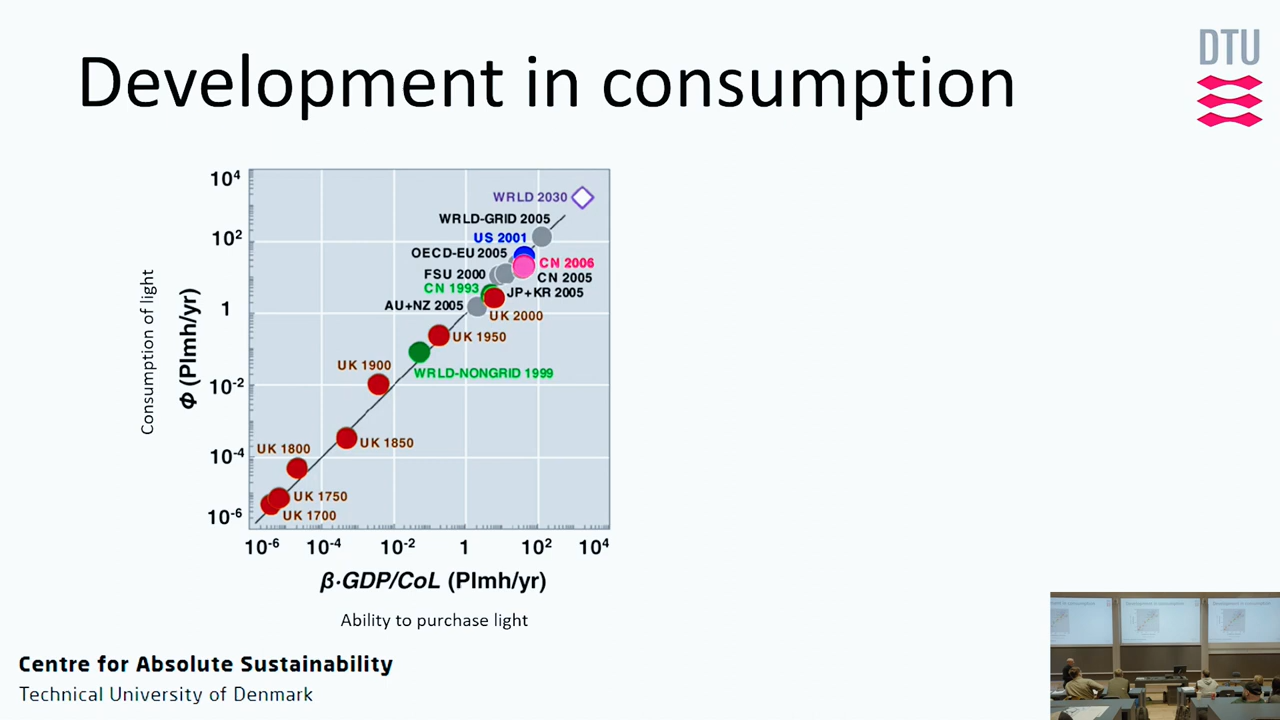 Development in consumption
DTU
Consumption of light
Φ (Plmh/yr)
10⁴
10²
1
10⁻²
10⁻⁴
10⁻⁶
WRLD 2030
WRLD-GRID 2005
US 2001
OECD-EU 2005
CN 2006
FSU 2000
CN 2005
CN 1993
JP+KR 2005
AU+NZ 2005
UK 2000
UK 1950
UK 1900
WRLD-NONGRID 1999
UK 1850
UK 1800
UK 1750
UK 1700
10⁻⁶ 10⁻⁴ 10⁻² 1 10² 10⁴
β·GDP/CoL (Plmh/yr)
Ability to purchase light
Centre for Absolute Sustainability
Technical University of Denmark
Development in consumption